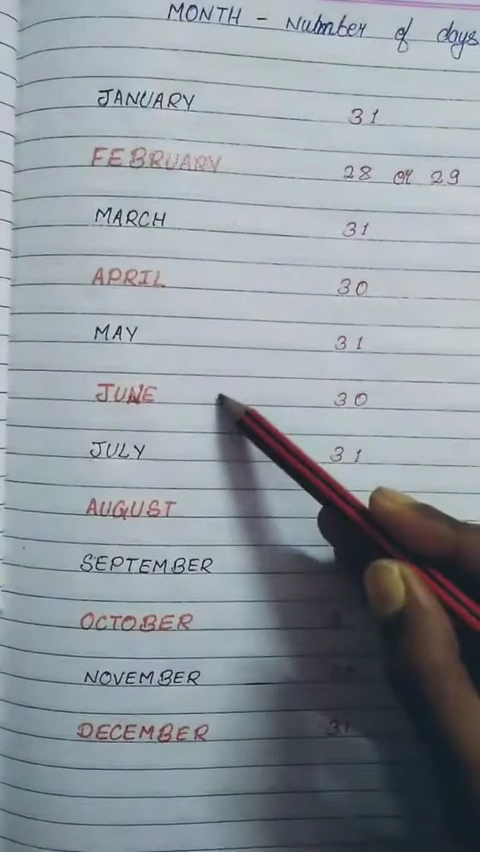 MONTH - Number of days
JANUARY 31
FEBRUARY 28 or 29
MARCH 31
APRIL 30
MAY 31
JUNE 30
JULY 31
AUGUST
SEPTEMBER
OCTOBER
NOVEMBER
DECEMBER 31